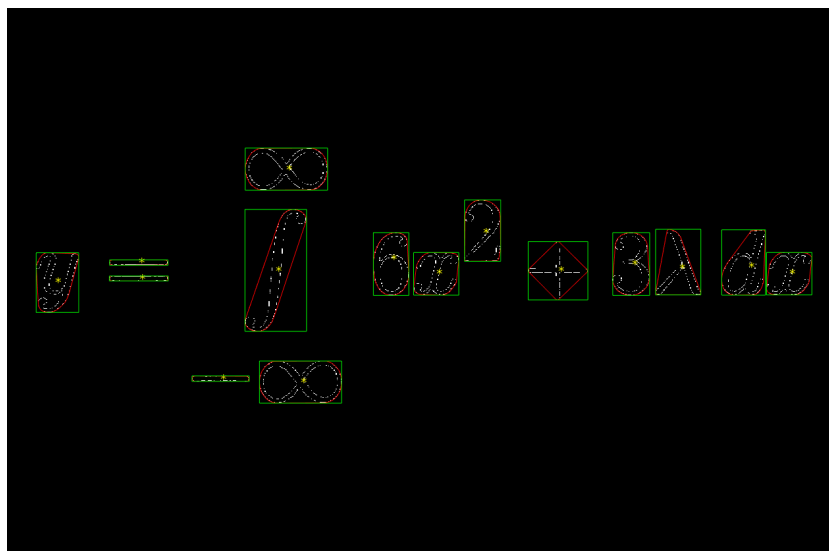 y = ∫_{-∞}^{∞} 6x² + 3λ dx